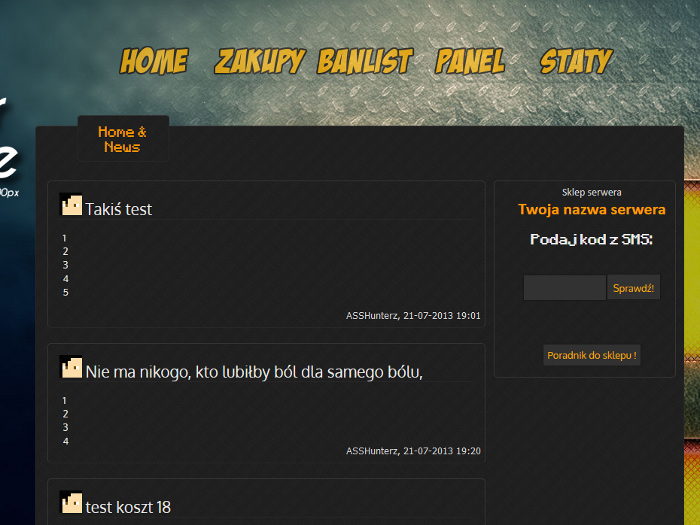 HOME ZAKUPY BANLIST PANEL STATY
Home &
News
Takiś test
1
2
3
4
5
ASSHunterz, 21-07-2013 19:01
Nie ma nikogo, kto lubiłby ból dla samego bólu,
1
2
3
4
ASSHunterz, 21-07-2013 19:20
test koszt 18
Sklep serwera
Twoja nazwa serwera
Podaj kod z SMS:
Sprawdź!
Poradnik do sklepu !